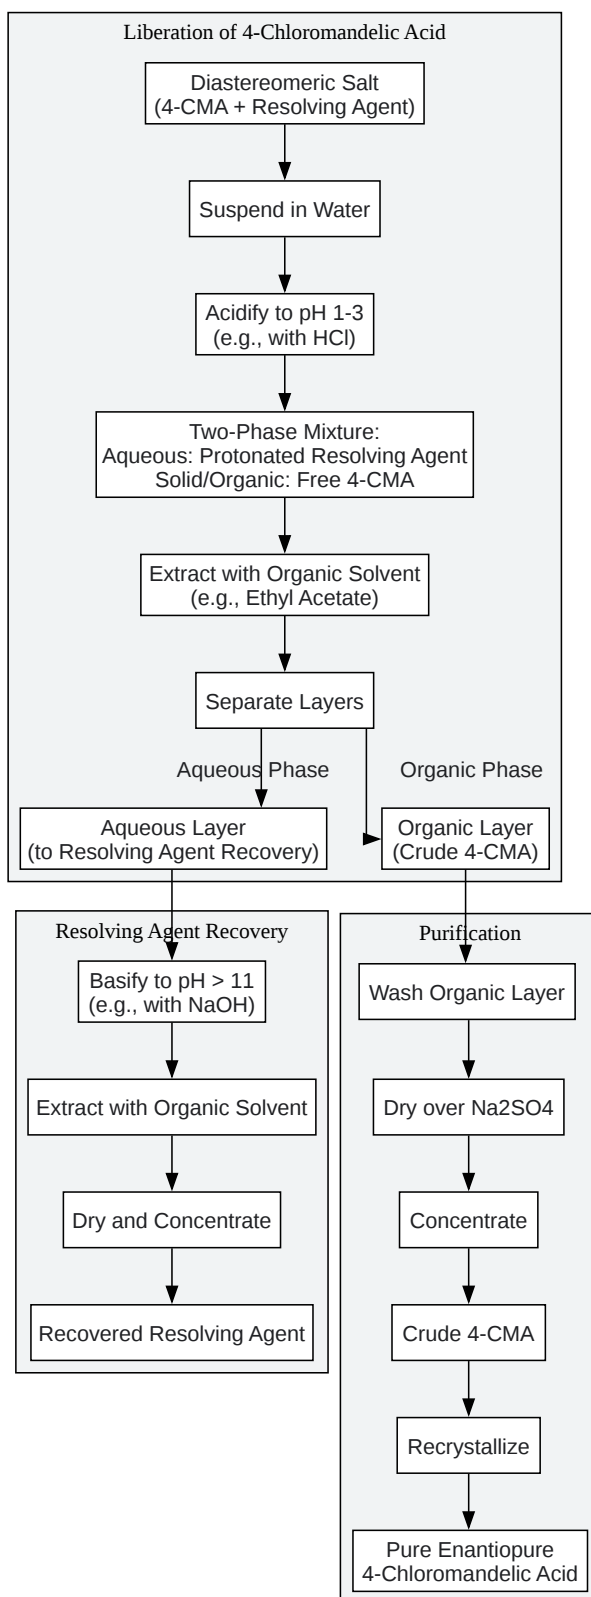 Liberation of 4-Chloromandelic Acid
Diastereomeric Salt
(4-CMA + Resolving Agent)
Suspend in Water
Acidify to pH 1-3
(e.g., with HCl)
Two-Phase Mixture:
Aqueous: Protonated Resolving Agent
Solid/Organic: Free 4-CMA
Extract with Organic Solvent
(e.g., Ethyl Acetate)
Separate Layers
Aqueous Phase
Organic Phase
Aqueous Layer
(to Resolving Agent Recovery)
Organic Layer
(Crude 4-CMA)
Resolving Agent Recovery
Basify to pH > 11
(e.g., with NaOH)
Extract with Organic Solvent
Dry and Concentrate
Recovered Resolving Agent
Purification
Wash Organic Layer
Dry over Na2SO4
Concentrate
Crude 4-CMA
Recrystallize
Pure Enantiopure
4-Chloromandelic Acid